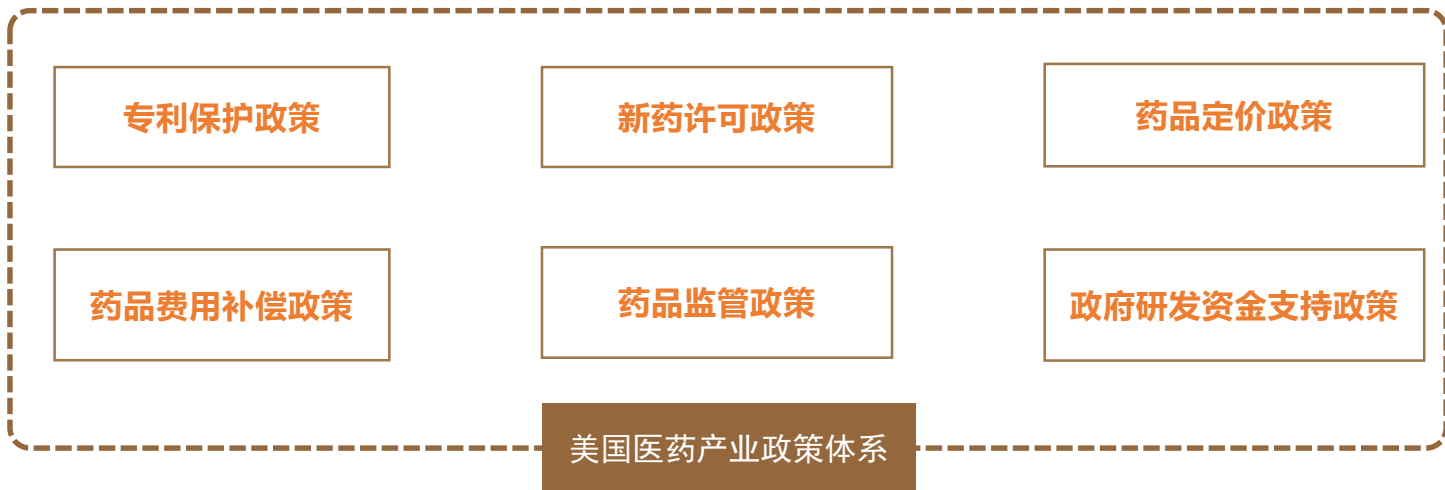 专利保护政策
新药许可政策
药品定价政策
药品费用补偿政策
药品监管政策
政府研发资金支持政策
美国医药产业政策体系